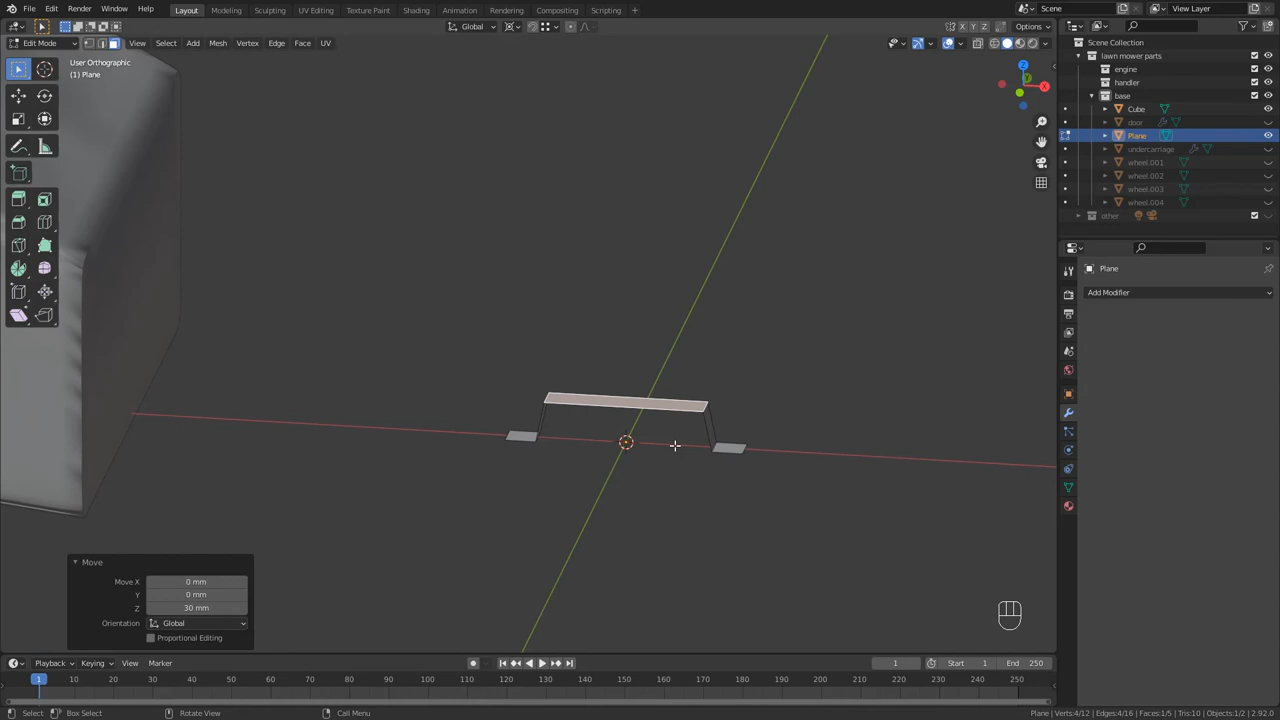 File Edit Render Window Help Layout Modeling Sculpting UV Editing Texture Paint Shading Animation Rendering Compositing Scripting + Scene View Layer
Global X Y Z Options
Edit Mode View Select Add Mesh Vertex Edge Face UV
Scene Collection
User Orthographic
(1) Plane
lawn mower parts
engine
handler
base
Cube
door
Plane
undercarriage
wheel.001
wheel.002
wheel.003
wheel.004
other
Z
Y
X
Plane
Add Modifier
Move
Move X 0 mm
Y 0 mm
Z 30 mm
Orientation Global
Proportional Editing
Playback Keying View Marker 1 Start 1 End 250
1 10 20 30 40 50 60 70 80 90 100 110 120 130 140 150 160 170 180 190 200 210 220 230 240 250
Select Box Select Rotate View Call Menu Plane | Verts:4/12 | Edges:4/16 | Faces:1/5 | Tris:10 | Objects:1/2 | 2.92.0